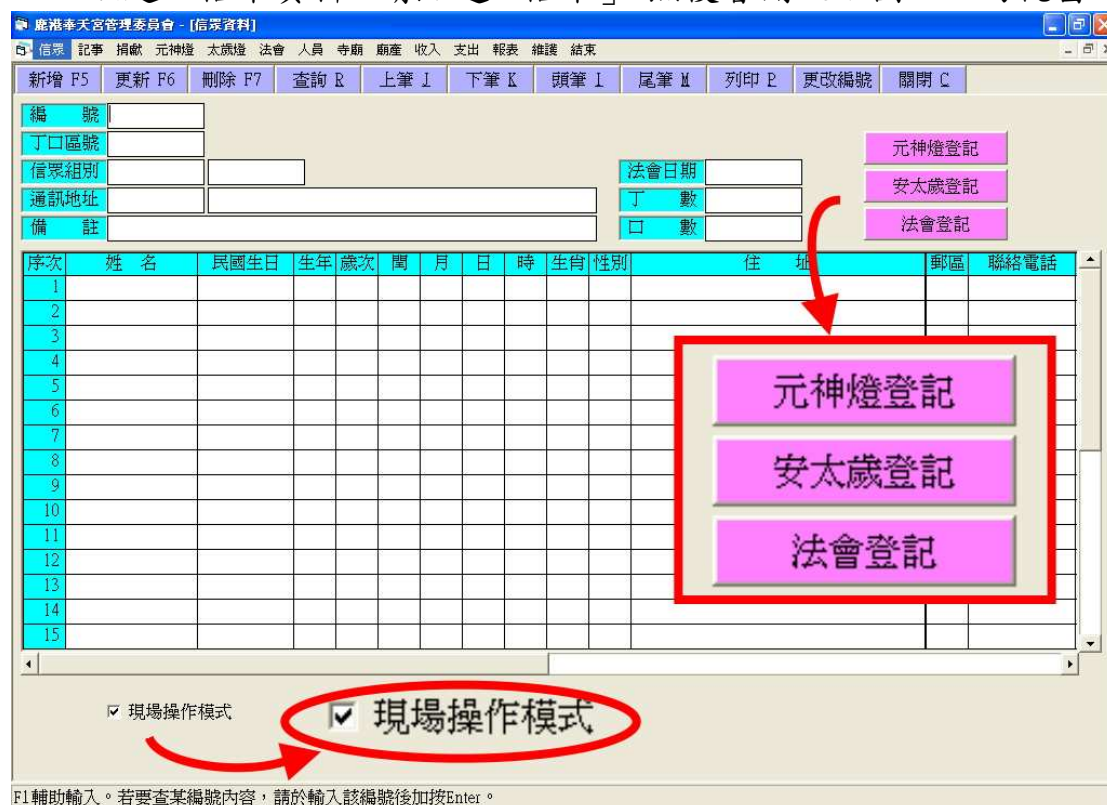 鹿港奉天宮管理委員會 - [信眾資料]
信眾 記事 捐獻 元神燈 太歲燈 法會 人員 寺廟 廟產 收入 支出 報表 維護 結束
新增 F5 更新 F6 刪除 F7 查詢 R 上筆 J 下筆 K 頭筆 I 尾筆 M 列印 P 更改編號 關閉 C
編 號
丁口區號
元神燈登記
信眾組別 法會日期
安太歲登記
通訊地址 丁 數
備 註 口 數 法會登記
序次 姓 名 民國生日 生年 歲次 閏 月 日 時 生肖 性別 住 址 郵區 聯絡電話
1
2
3
4
5
6
7
8
9
10
11
12
13
14
15
元神燈登記
安太歲登記
法會登記
現場操作模式 現場操作模式
F1輔助輸入。若要查某編號內容，請於輸入該編號後加按Enter。